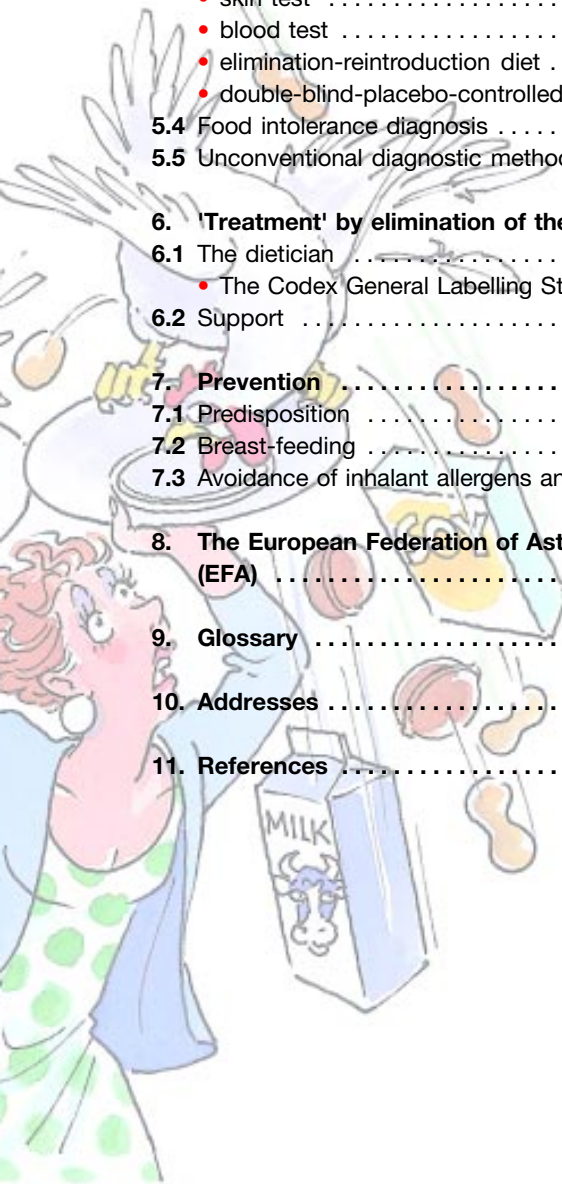 • skin test . . . . . . . . . . . . . . . . . .
• blood test . . . . . . . . . . . . . . . . .
• elimination-reintroduction diet .
• double-blind-placebo-controlled
5.4 Food intolerance diagnosis . . . . .
5.5 Unconventional diagnostic
6. 'Treatment' by elimination of the
6.1 The dietician . . . . . . . . . . . . . . . .
• The Codex General Labelling
6.2 Support . . . . . . . . . . . . . . . . . . . .
7. Prevention . . . . . . . . . . . . . . . . .
7.1 Predisposition . . . . . . . . . . . . . . .
7.2 Breast-feeding . . . . . . . . . . . . . . .
7.3 Avoidance of inhalant allergens
8. The European Federation of
(EFA) . . . . . . . . . . . . . . . . . . . . . .
9. Glossary . . . . . . . . . . . . . . . . . . .
10. Addresses . . . . . . . . . . . . . . . . . .
11. References . . . . . . . . . . . . . . . . .
MILK